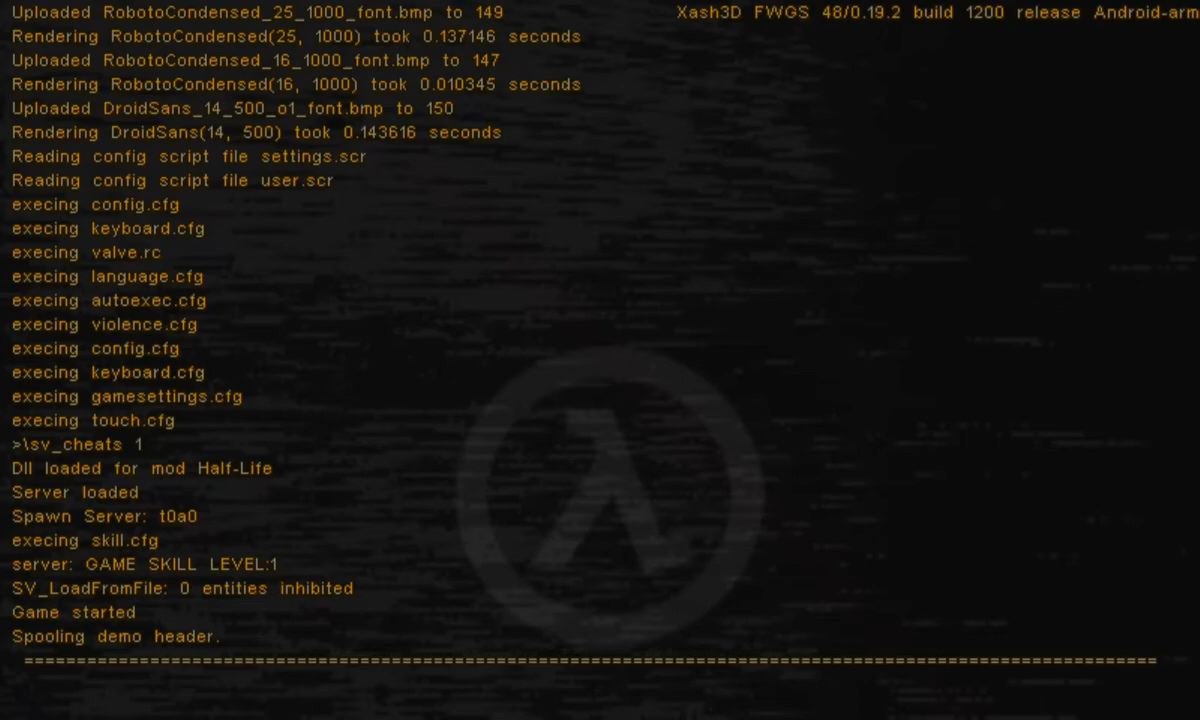 Uploaded RobotoCondensed_25_1000_font.bmp to 149
Xash3D FWGS 48/0.19.2 build 1200 release Android-arm
Rendering RobotoCondensed(25, 1000) took 0.137146 seconds
Uploaded RobotoCondensed_16_1000_font.bmp to 147
Rendering RobotoCondensed(16, 1000) took 0.010345 seconds
Uploaded DroidSans_14_500_o1_font.bmp to 150
Rendering DroidSans(14, 500) took 0.143616 seconds
Reading config script file settings.scr
Reading config script file user.scr
execing config.cfg
execing keyboard.cfg
execing valve.rc
execing language.cfg
execing autoexec.cfg
execing violence.cfg
execing config.cfg
execing keyboard.cfg
execing gamesettings.cfg
execing touch.cfg
>\sv_cheats 1
Dll loaded for mod Half-Life
Server loaded
Spawn Server: t0a0
execing skill.cfg
server: GAME SKILL LEVEL:1
SV_LoadFromFile: 0 entities inhibited
Game started
Spooling demo header.